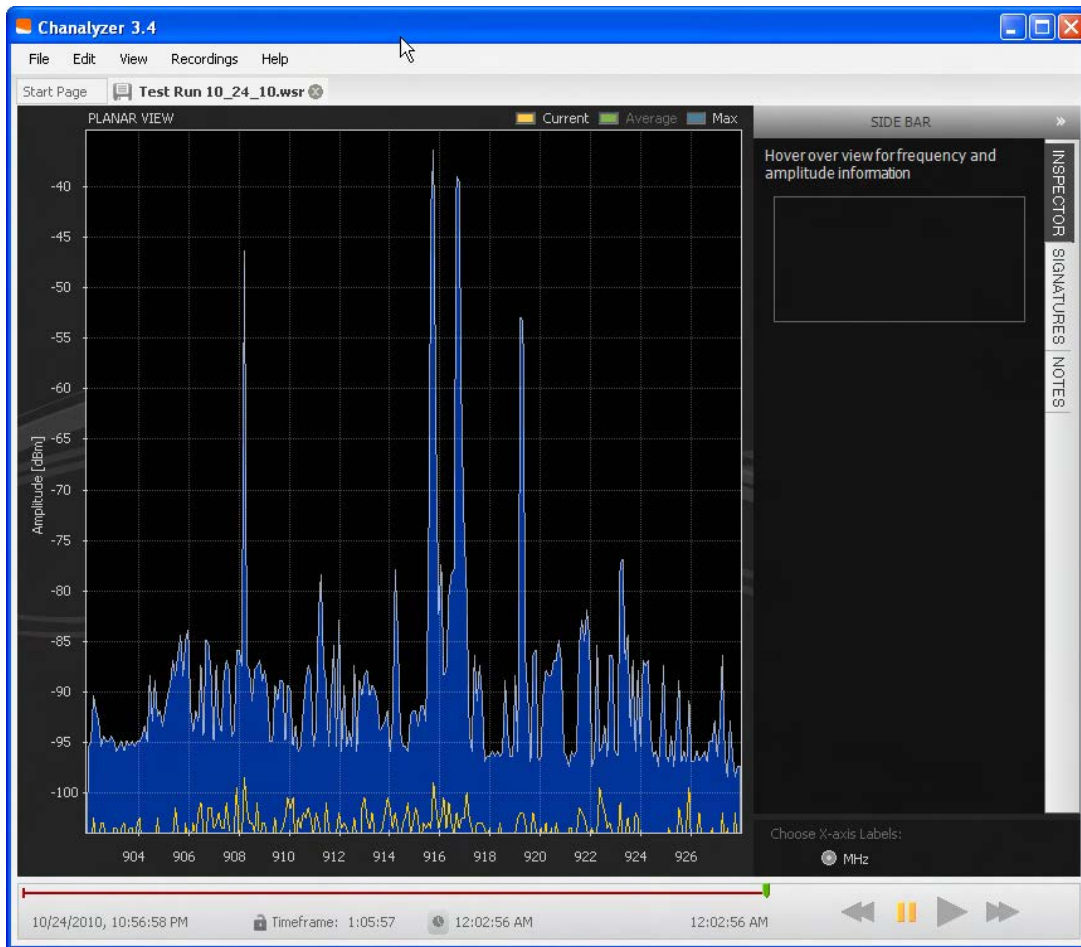 Chanalyzer 3.4
File Edit View Recordings Help
Start Page Test Run 10_24_10.wsr
PLANAR VIEW Current Average Max
SIDE BAR »
Hover over view for frequency and
amplitude information
INSPECTOR
SIGNATURES
NOTES
Amplitude [dBm]
-40
-45
-50
-55
-60
-65
-70
-75
-80
-85
-90
-95
-100
904 906 908 910 912 914 916 918 920 922 924 926
Choose X-axis Labels:
MHz
10/24/2010, 10:56:58 PM Timeframe: 1:05:57 12:02:56 AM 12:02:56 AM